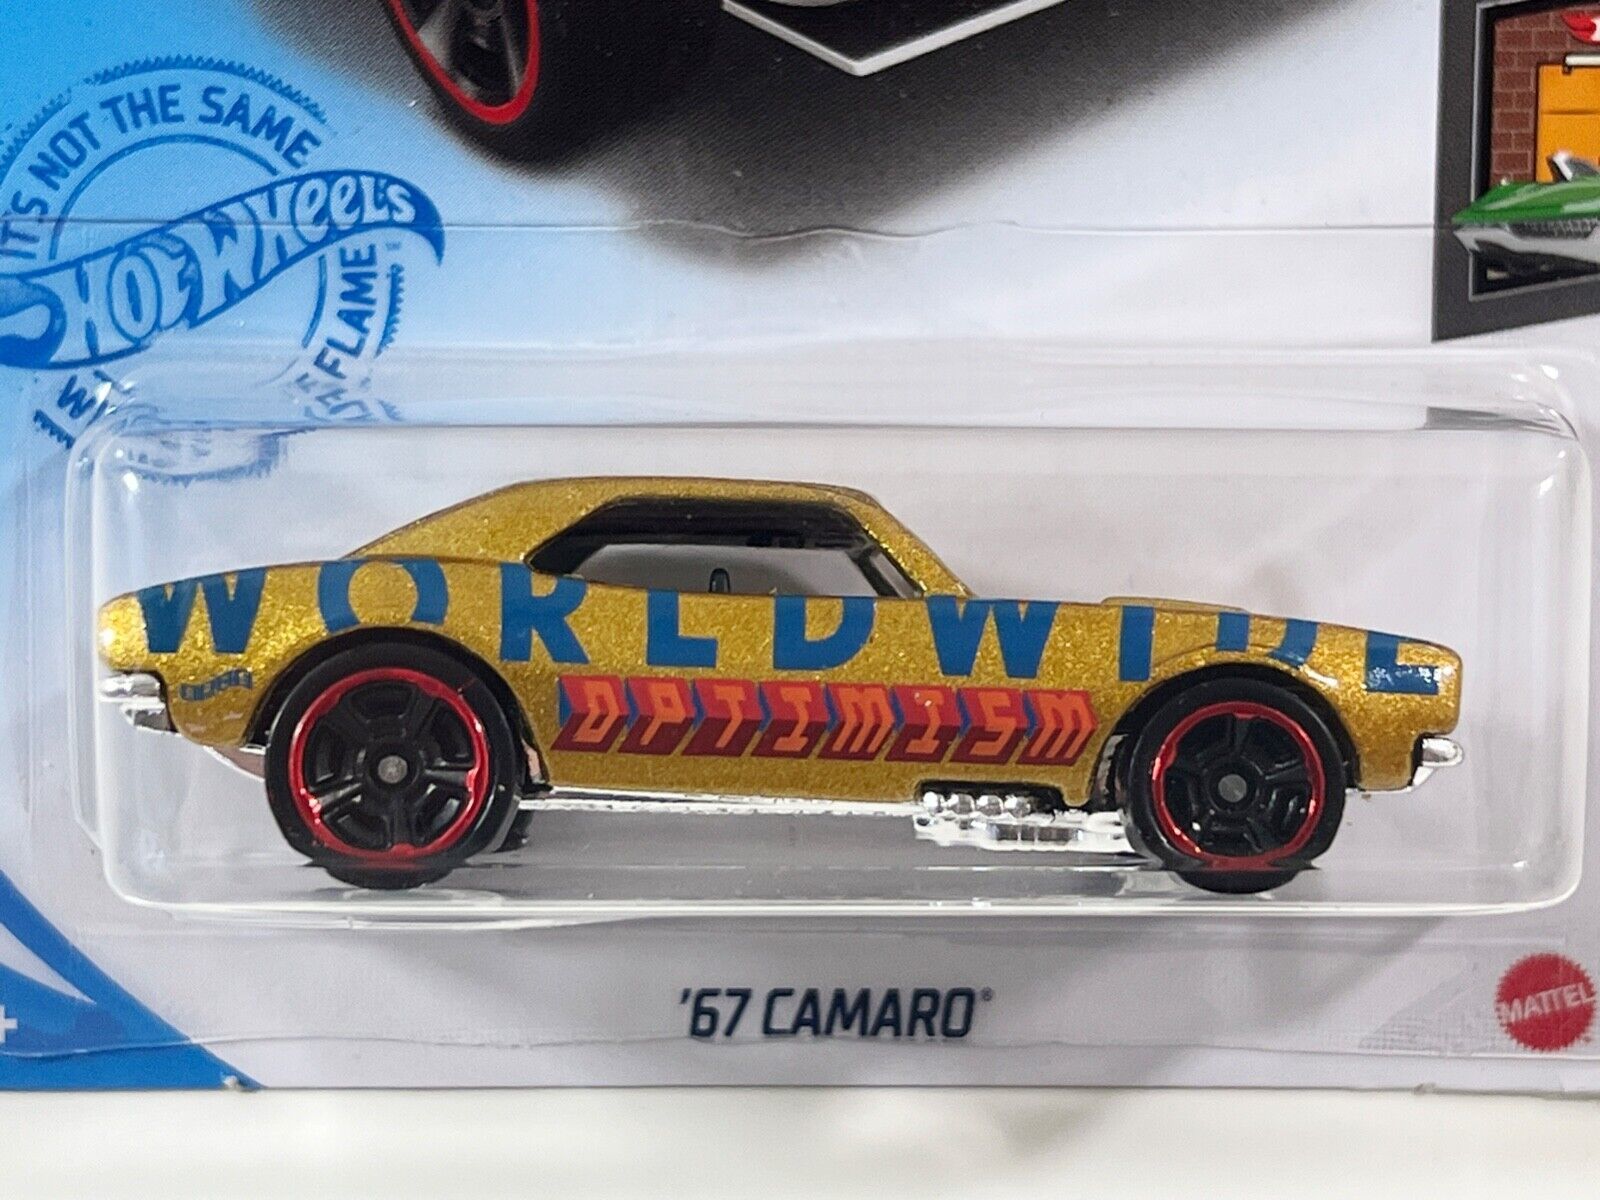 IT'S NOT THE SAME
Hot Wheels
FLAME
WORLDWIDE
OPTIMISM
'67 CAMARO®
MATTEL
+